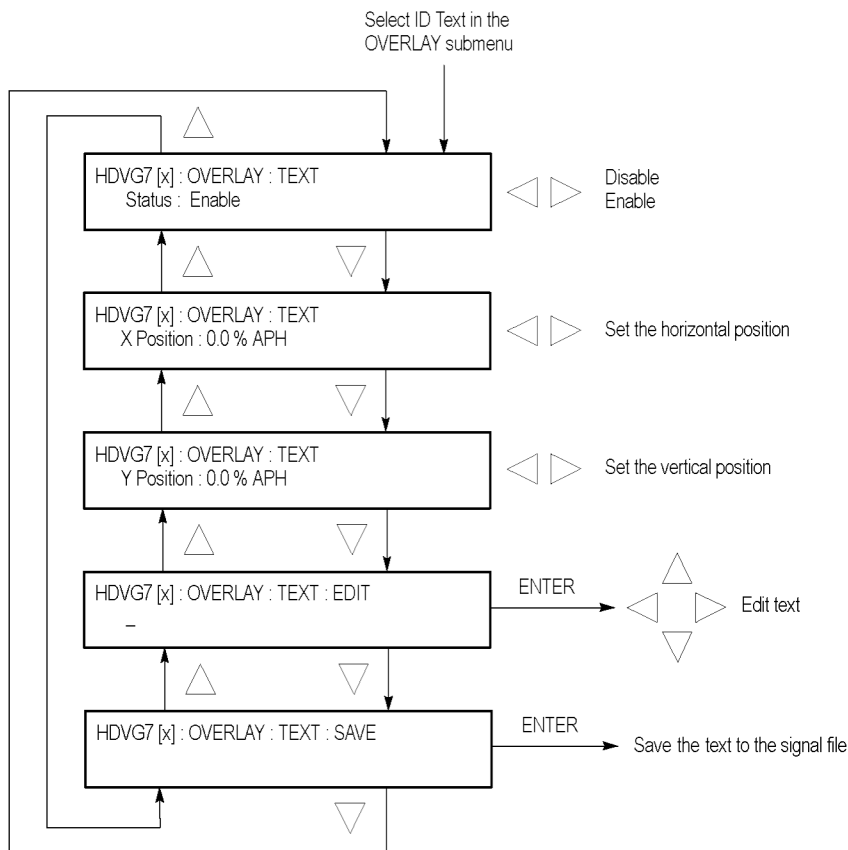 Select ID Text in the
OVERLAY submenu
HDVG7 [x] : OVERLAY : TEXT
Status : Enable
Disable
Enable
HDVG7 [x] : OVERLAY : TEXT
X Position : 0.0 % APH
Set the horizontal position
HDVG7 [x] : OVERLAY : TEXT
Y Position : 0.0 % APH
Set the vertical position
HDVG7 [x] : OVERLAY : TEXT : EDIT
_
ENTER
Edit text
HDVG7 [x] : OVERLAY : TEXT : SAVE
ENTER
Save the text to the signal file